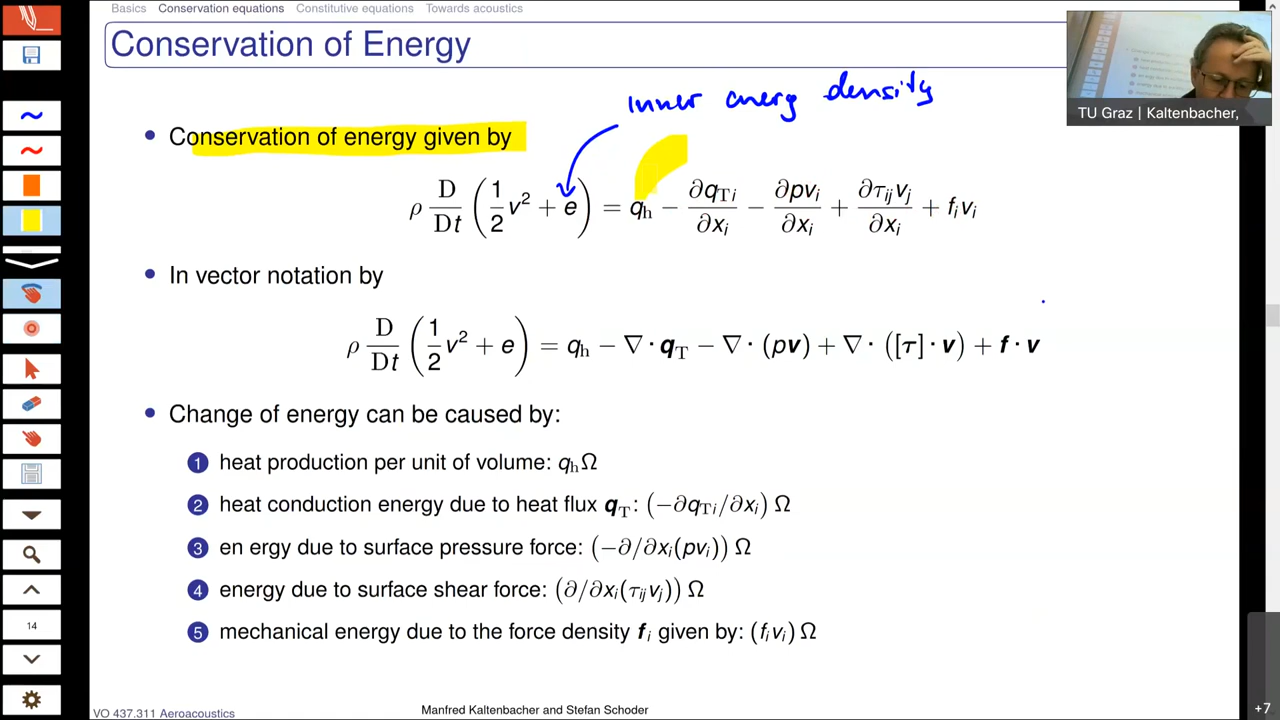 Basics Conservation equations Constitutive equations Towards acoustics
Conservation of Energy
inner energ density
TU Graz | Kaltenbacher,
• Conservation of energy given by
ρ D/Dt (1/2 v² + e) = q_h − ∂q_Ti/∂x_i − ∂pv_i/∂x_i + ∂τ_ij v_j/∂x_i + f_i v_i
• In vector notation by
ρ D/Dt (1/2 v² + e) = q_h − ∇ · q_T − ∇ · (pv) + ∇ · ([τ] · v) + f · v
• Change of energy can be caused by:
1 heat production per unit of volume: q_h Ω
2 heat conduction energy due to heat flux q_T: (−∂q_Ti/∂x_i) Ω
3 en ergy due to surface pressure force: (−∂/∂x_i(pv_i)) Ω
4 energy due to surface shear force: (∂/∂x_i(τ_ij v_j)) Ω
5 mechanical energy due to the force density f_i given by: (f_i v_i) Ω
14
VO 437.311 Aeroacoustics Manfred Kaltenbacher and Stefan Schoder
+7